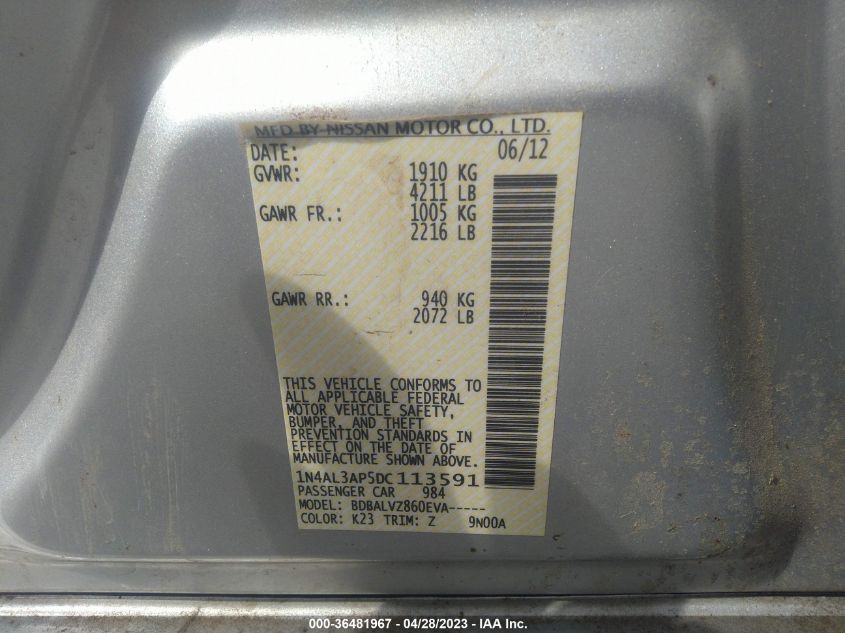 MFD BY NISSAN MOTOR CO., LTD.
DATE: 06/12
GVWR: 1910 KG
4211 LB
GAWR FR.: 1005 KG
2216 LB
GAWR RR.: 940 KG
2072 LB
THIS VEHICLE CONFORMS TO
ALL APPLICABLE FEDERAL
MOTOR VEHICLE SAFETY,
BUMPER, AND THEFT
PREVENTION STANDARDS IN
EFFECT ON THE DATE OF
MANUFACTURE SHOWN ABOVE.
1N4AL3AP5DC113591
PASSENGER CAR 984
MODEL: BDBALVZ860EVA-----
COLOR: K23 TRIM: Z 9N00A
000-36481967 - 04/28/2023 - IAA Inc.